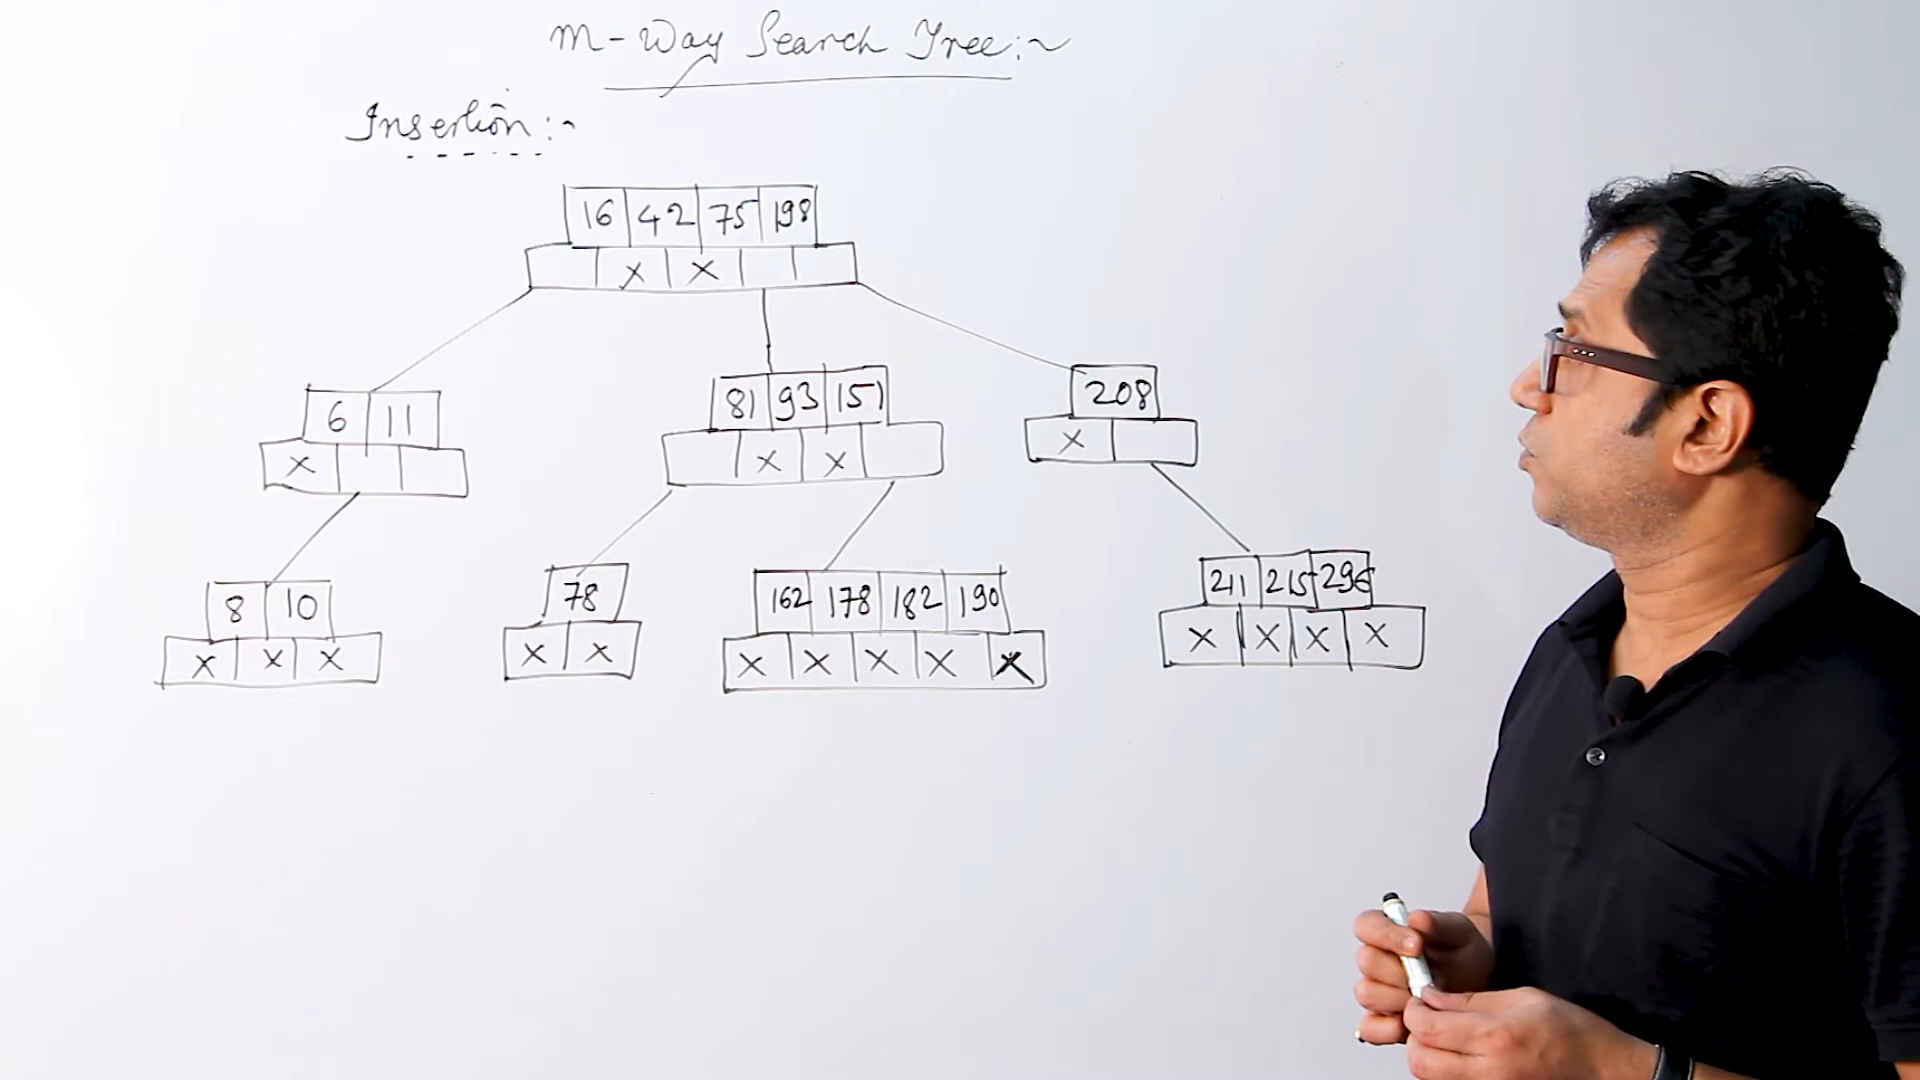 m-Way Search Tree:~
Insertion:~
16 42 75 198
X X
6 11
X
81 93 151
X X
208
X
8 10
X X X
78
X X
162 178 182 190
X X X X X
211 215 296
X X X X